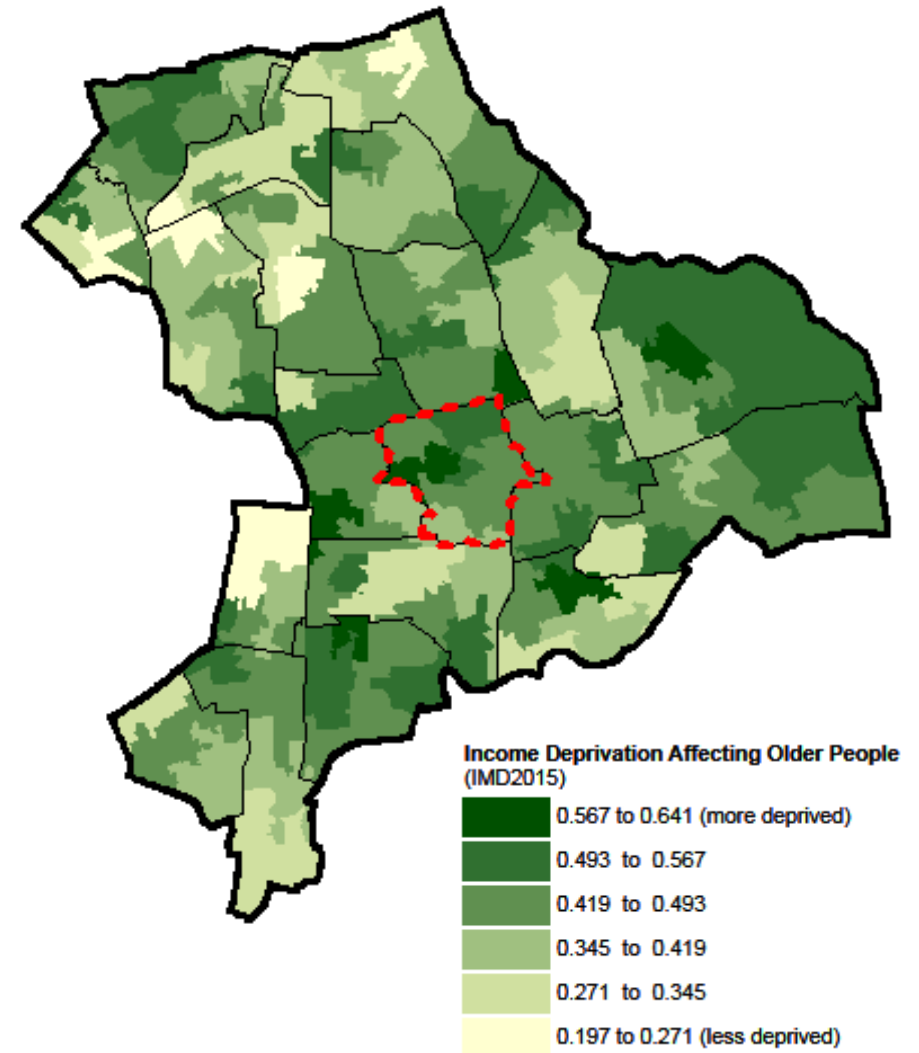 Income Deprivation Affecting Older People
(IMD2015)
0.567 to 0.641 (more deprived)
0.493 to 0.567
0.419 to 0.493
0.345 to 0.419
0.271 to 0.345
0.197 to 0.271 (less deprived)